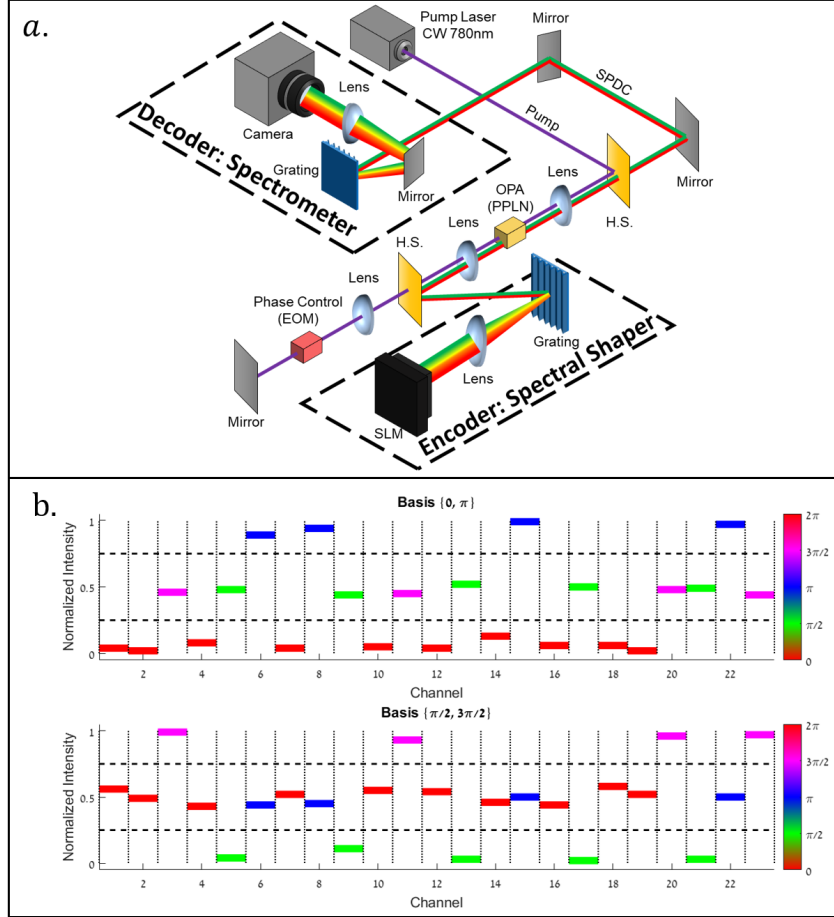 a.
Pump Laser
CW 780nm
Mirror
Lens
SPDC
Camera
Pump
Decoder: Spectrometer
Grating
Mirror
Mirror
OPA
(PPLN)
Lens
Lens
H.S.
H.S.
Lens
Phase Control
(EOM)
Grating
Lens
Mirror
SLM
Encoder: Spectral Shaper
b.
Basis {0, π}
Normalized Intensity
1
0.5
0
2 4 6 8 10 12 14 16 18 20 22
Channel
2π
3π/2
π
π/2
0
Basis {π/2, 3π/2}
Normalized Intensity
1
0.5
0
2 4 6 8 10 12 14 16 18 20 22
Channel
2π
3π/2
π
π/2
0